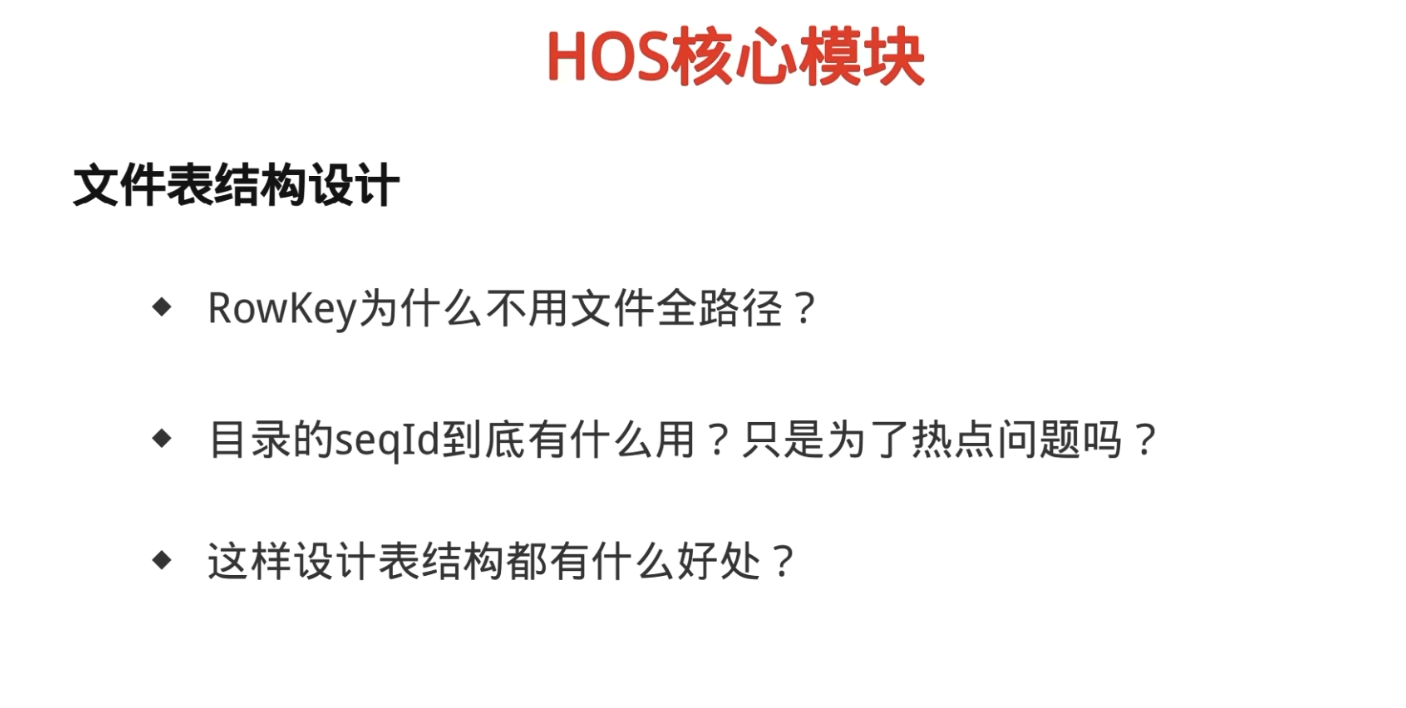 HOS核心模块
文件表结构设计
◆ RowKey为什么不用文件全路径？
◆ 目录的seqId到底有什么用？只是为了热点问题吗？
◆ 这样设计表结构都有什么好处？